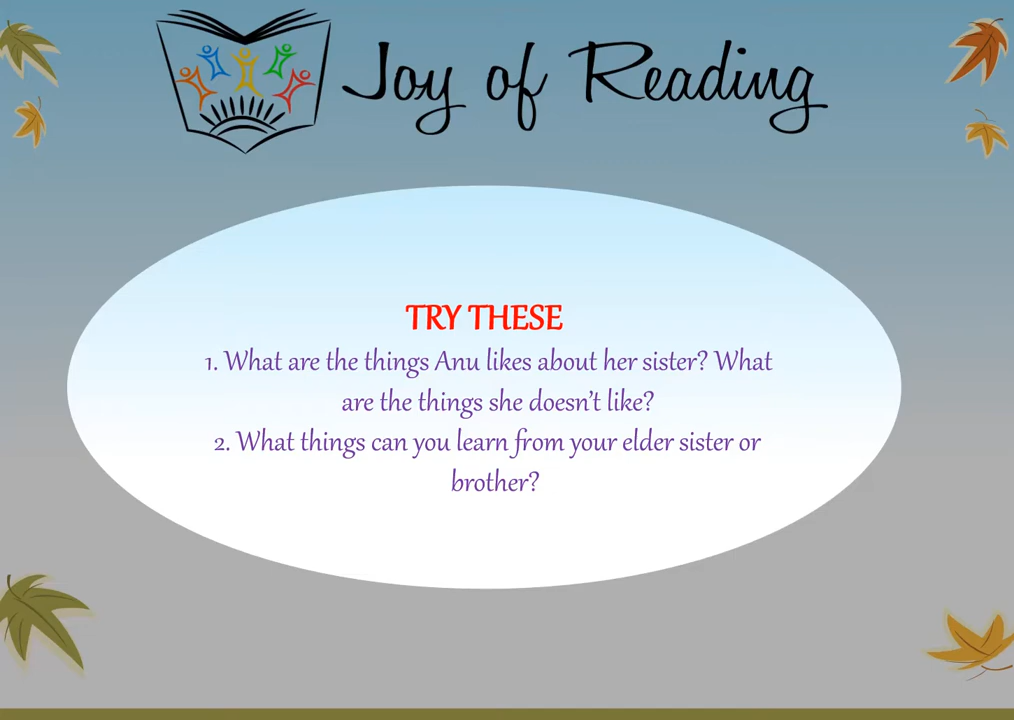 Joy of Reading
TRY THESE
1. What are the things Anu likes about her sister? What
are the things she doesn't like?
2. What things can you learn from your elder sister or
brother?